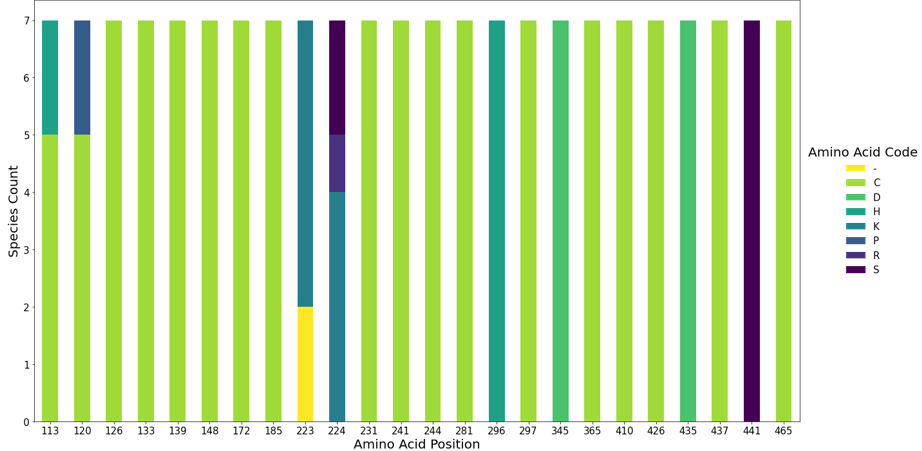 7
6
5
4
3
2
1
0
Species Count
113 120 126 133 139 148 172 185 223 224 231 241 244 281 296 297 345 365 410 426 435 437 441 465
Amino Acid Position
Amino Acid Code
-
C
D
H
K
P
R
S